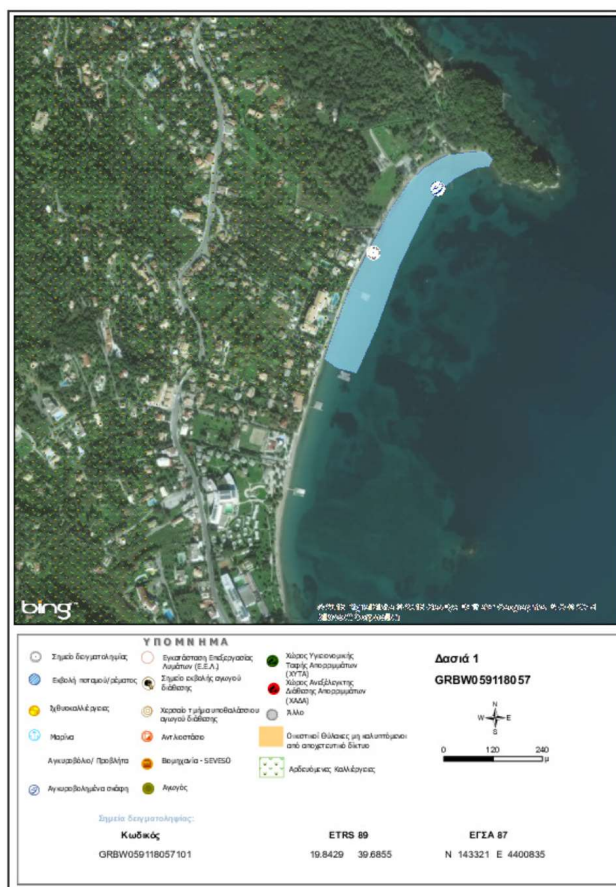 bing
ΥΠΟΜΝΗΜΑ
Σημείο δειγματοληψίας
Εκβολή ποταμού/ρέματος
Ιχθυοκαλλιέργειες
Μαρίνα
Αγκυροβόλιο/ Προβλήτα
Αγκυροβολημένα σκάφη
Εγκατάσταση Επεξεργασίας
Λυμάτων (Ε.Ε.Λ.)
Σημείο εκβολής αγωγού
διάθεσης
Χερσαίο τμήμα υποθαλάσσιου
αγωγού διάθεσης
Αντλιοστάσιο
Βιομηχανία - SEVESO
Αγωγός
Χώρος Υγειονομικής
Ταφής Απορριμμάτων
(ΧΥΤΑ)
Χώρος Ανεξέλεγκτης
Διάθεσης Απορριμμάτων
(ΧΑΔΑ)
Άλλο
Οικιστικοί Θύλακες μη καλυπτόμενοι
από αποχετευτικό δίκτυο
Αρδευόμενες Καλλιέργειες
Δασιά 1
GRBW059118057
N
W E
S
0 120 240
μ
Σημεία δειγματοληψίας:
Κωδικός ETRS 89 ΕΓΣΑ 87
GRBW059118057101 19.8429 39.6855 N 143321 E 4400835